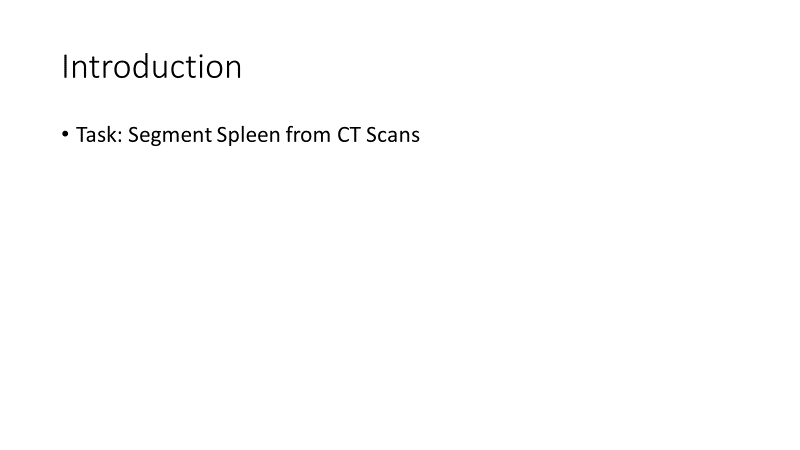 Introduction
• Task: Segment Spleen from CT Scans